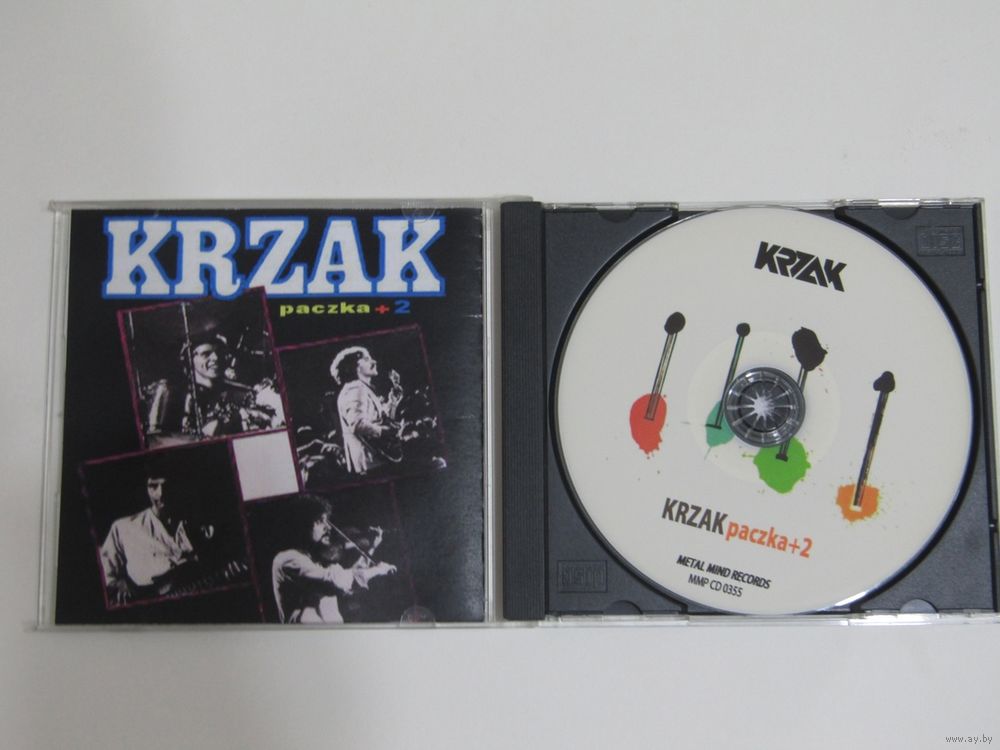 KRZAK
paczka + 2
KRZAK
KRZAK paczka+2
METAL MIND RECORDS
MMP CD 0355
www.ay.by